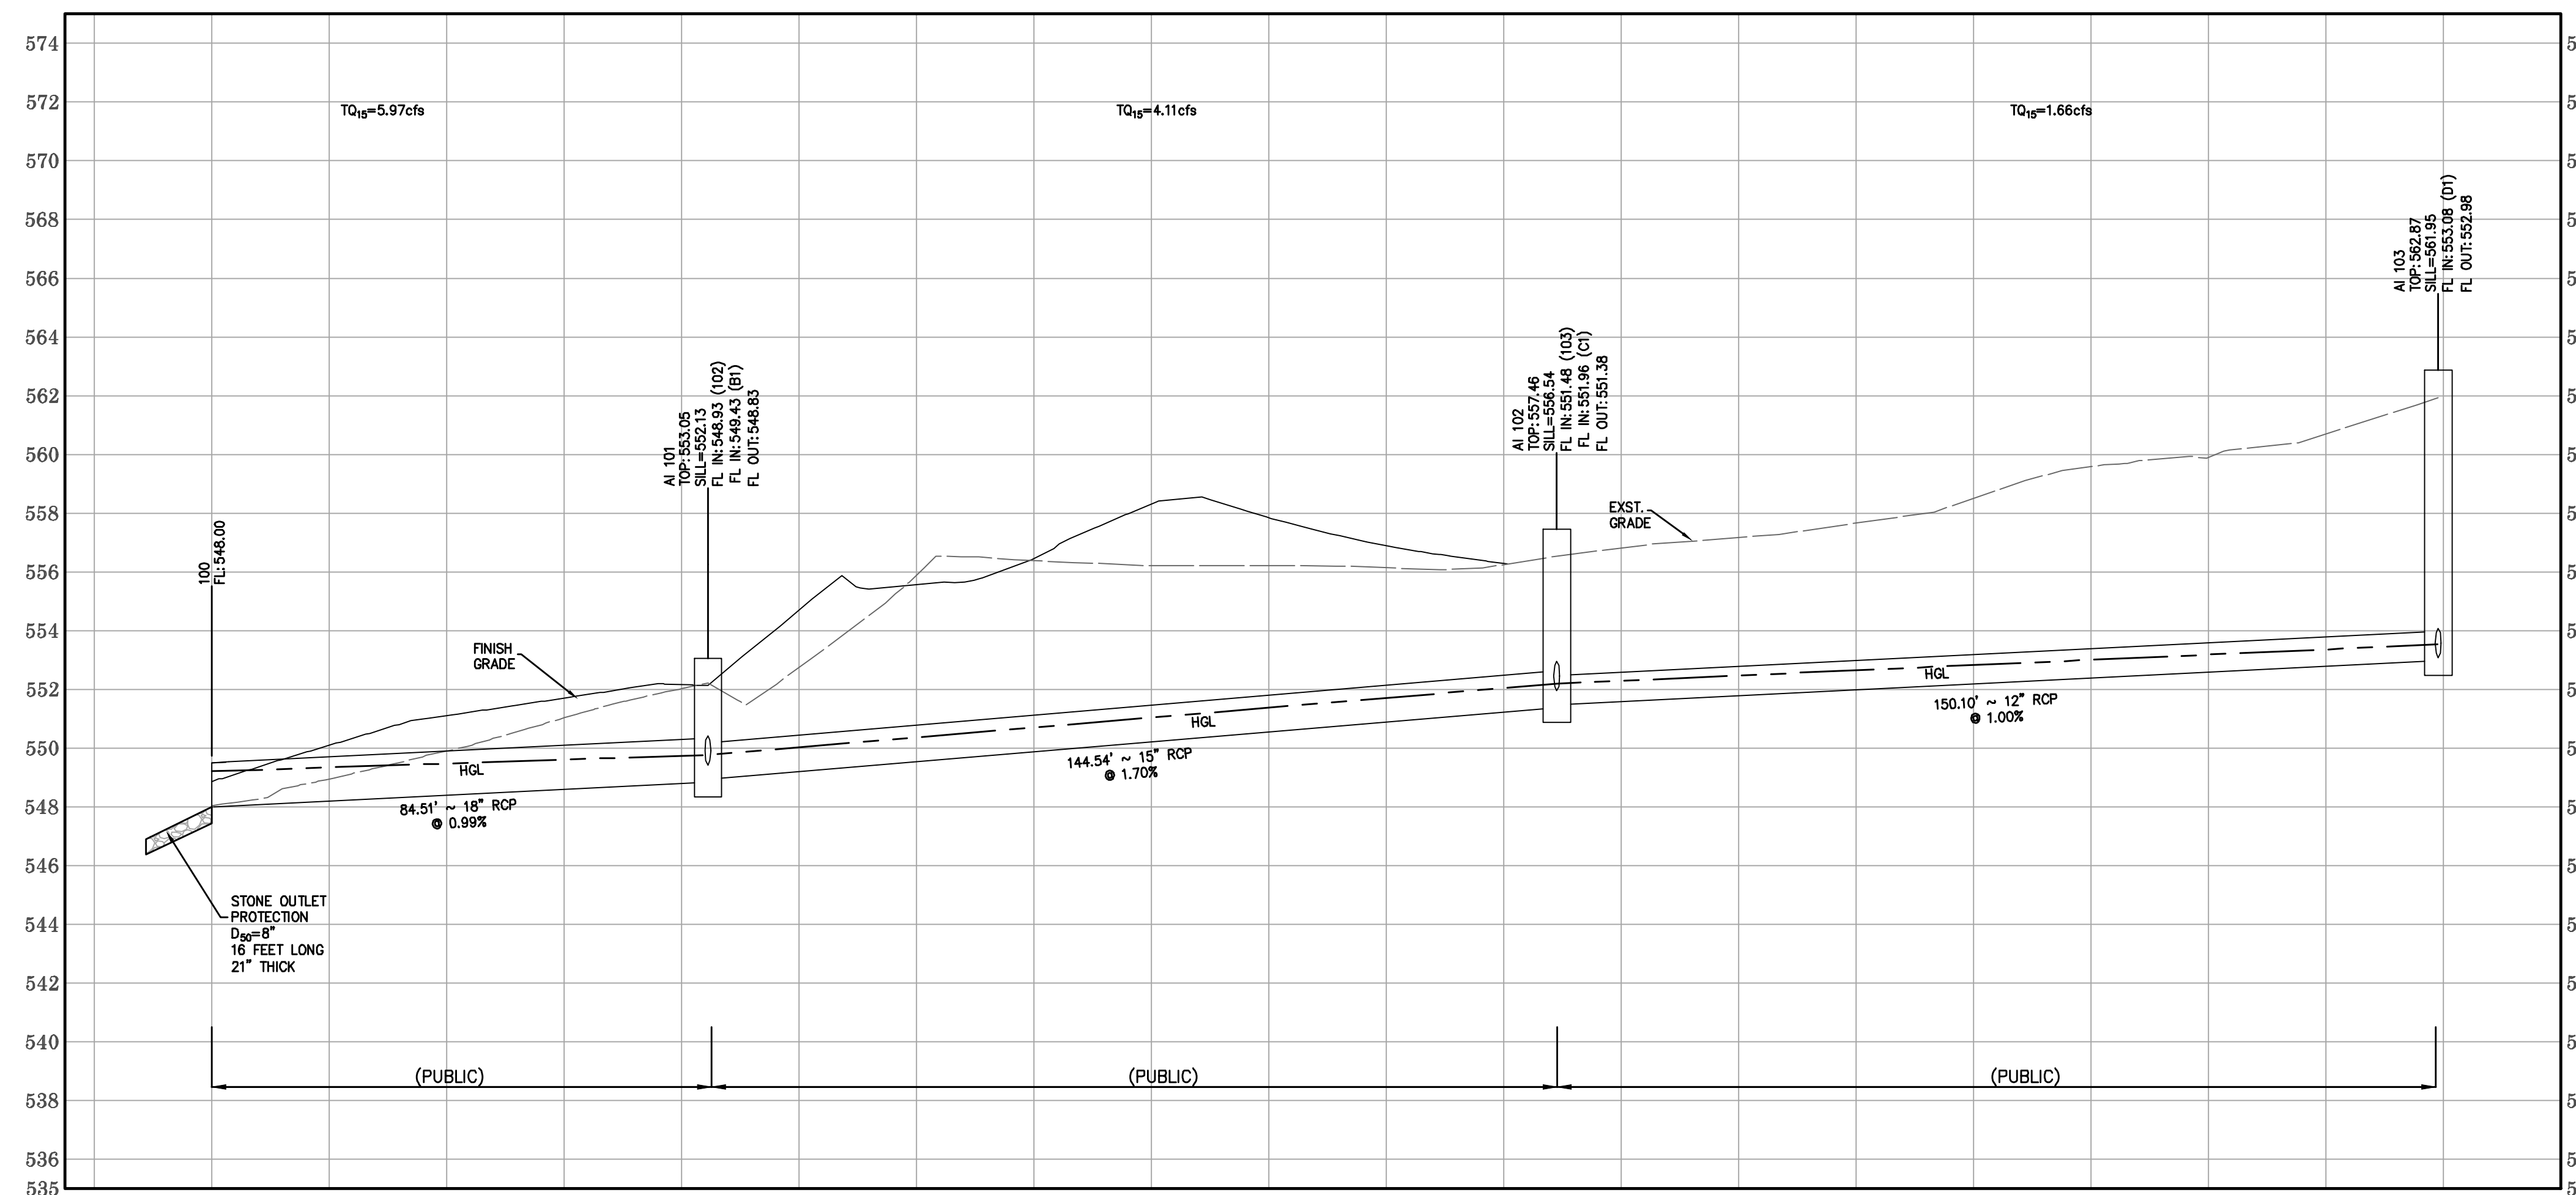 574
572
570
568
566
564
562
560
558
556
554
552
550
548
546
544
542
540
538
536
535
TQ15=5.97cfs
TQ15=4.11cfs
TQ15=1.66cfs
100
FL:548.00
AI 101
TOP:553.05
SILL=552.13
FL IN:548.93 (102)
FL IN:549.43 (B1)
FL OUT:548.83
AI 102
TOP:557.46
SILL=556.54
FL IN:551.48 (103)
FL IN:551.96 (C1)
FL OUT:551.38
AI 103
TOP:562.87
SILL=561.95
FL IN:553.08 (D1)
FL OUT:552.98
FINISH
GRADE
EXST.
GRADE
HGL
84.51' ~ 18" RCP
@ 0.99%
HGL
144.54' ~ 15" RCP
@ 1.70%
HGL
150.10' ~ 12" RCP
@ 1.00%
STONE OUTLET
PROTECTION
D50=8"
16 FEET LONG
21" THICK
(PUBLIC)
(PUBLIC)
(PUBLIC)